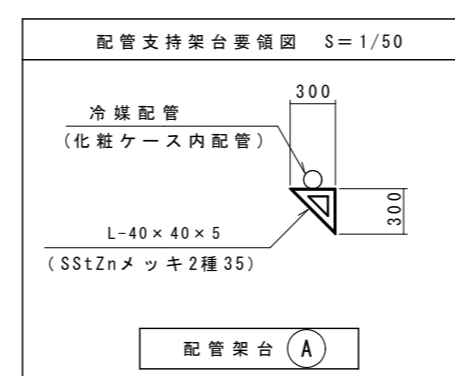 配管支持架台要領図 S=1/50
300
冷媒配管
(化粧ケース内配管)
300
L-40×40×5
(SStZnメッキ2種35)
配管架台 A